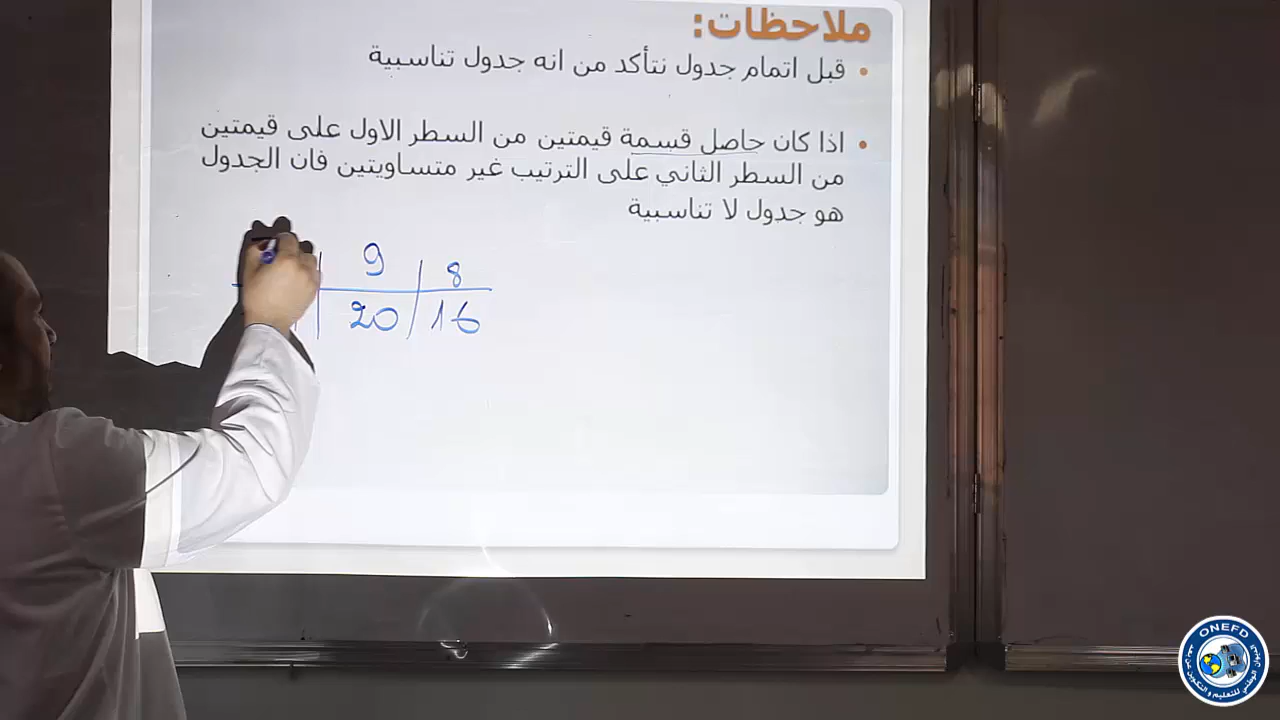 ملاحظات:
• قبل اتمام جدول نتأكد من انه جدول تناسبية
• اذا كان حاصل قسمة قيمتين من السطر الاول على قيمتين
من السطر الثاني على الترتيب غير متساويتين فان الجدول
هو جدول لا تناسبية
9 8
20 16
ONEFD